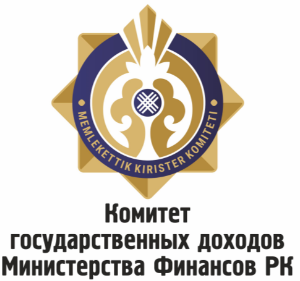 MEMLEKETTIK KIRISTER KOMITETI
Комитет
государственных доходов
Министерства Финансов РК